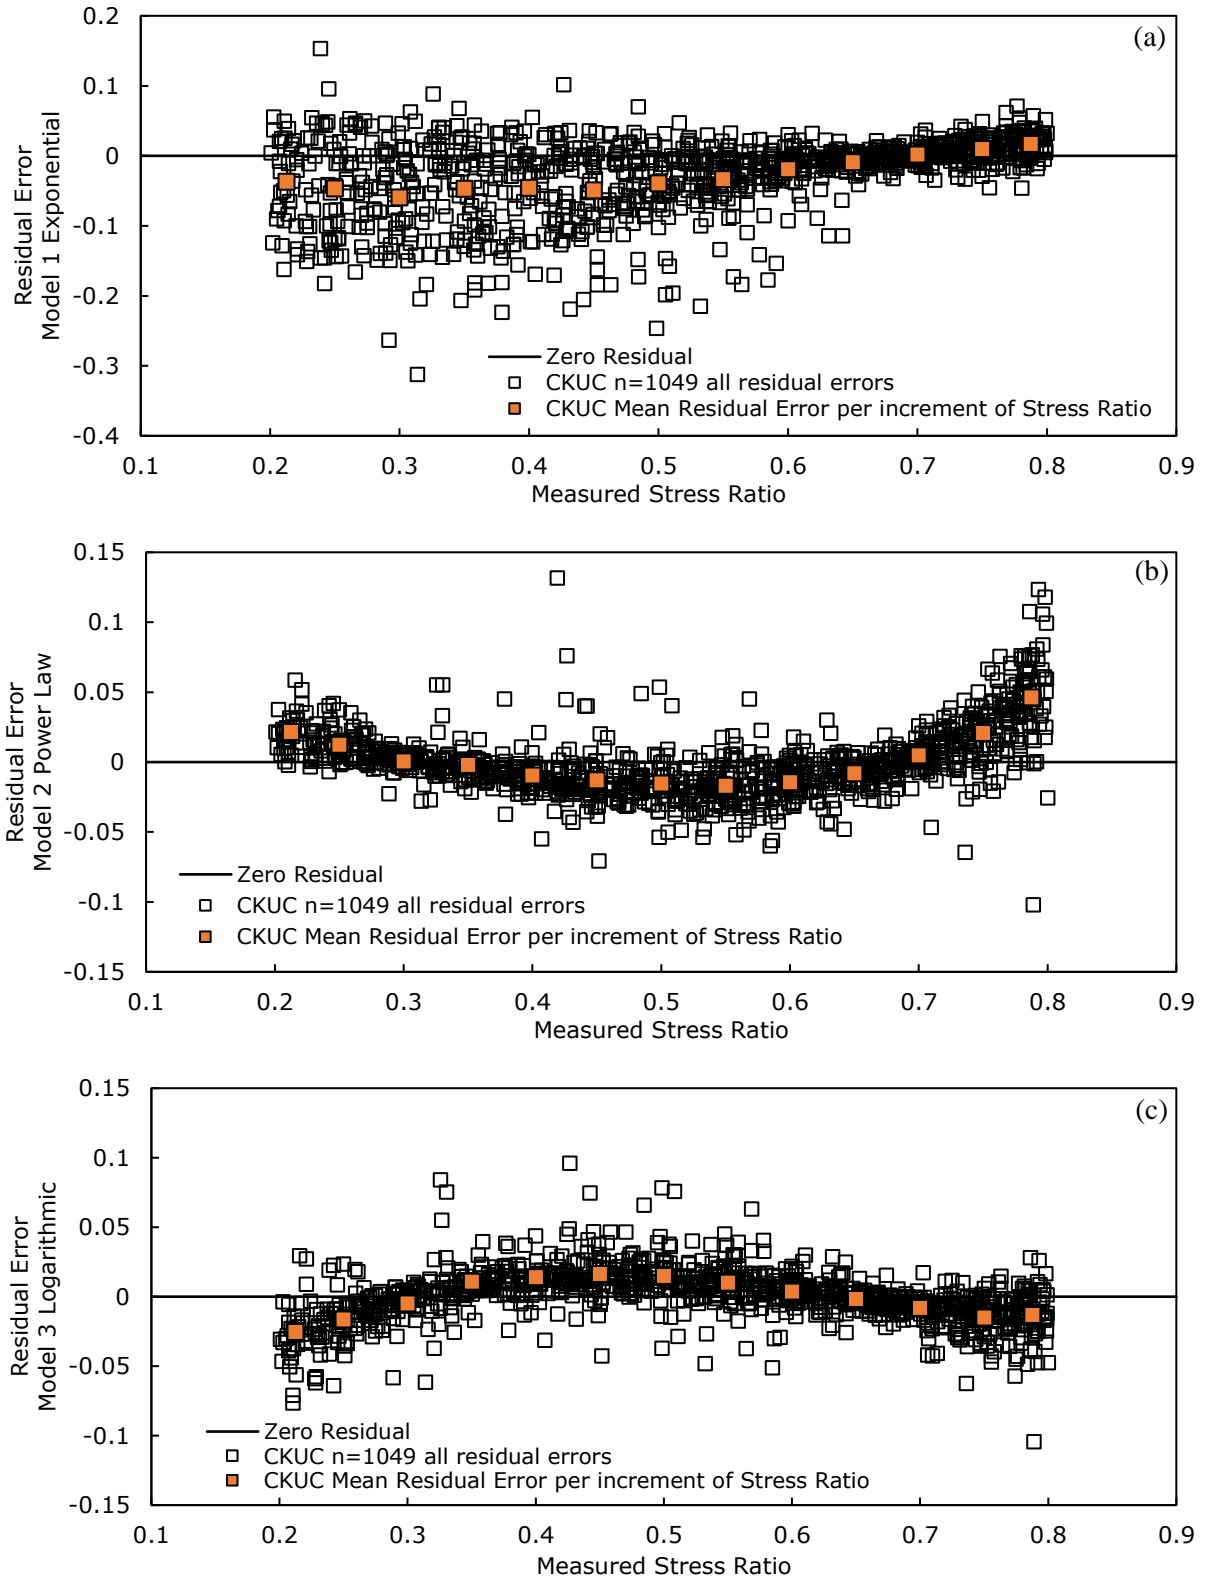 (a)
0.2
0.1
0
-0.1
-0.2
-0.3
-0.4
Residual Error
Model 1 Exponential
Zero Residual
CKUC n=1049 all residual errors
CKUC Mean Residual Error per increment of Stress Ratio
0.1 0.2 0.3 0.4 0.5 0.6 0.7 0.8 0.9
Measured Stress Ratio
(b)
0.15
0.1
0.05
0
-0.05
-0.1
-0.15
Residual Error
Model 2 Power Law
Zero Residual
CKUC n=1049 all residual errors
CKUC Mean Residual Error per increment of Stress Ratio
0.1 0.2 0.3 0.4 0.5 0.6 0.7 0.8 0.9
Measured Stress Ratio
(c)
0.15
0.1
0.05
0
-0.05
-0.1
-0.15
Residual Error
Model 3 Logarithmic
Zero Residual
CKUC n=1049 all residual errors
CKUC Mean Residual Error per increment of Stress Ratio
0.1 0.2 0.3 0.4 0.5 0.6 0.7 0.8 0.9
Measured Stress Ratio